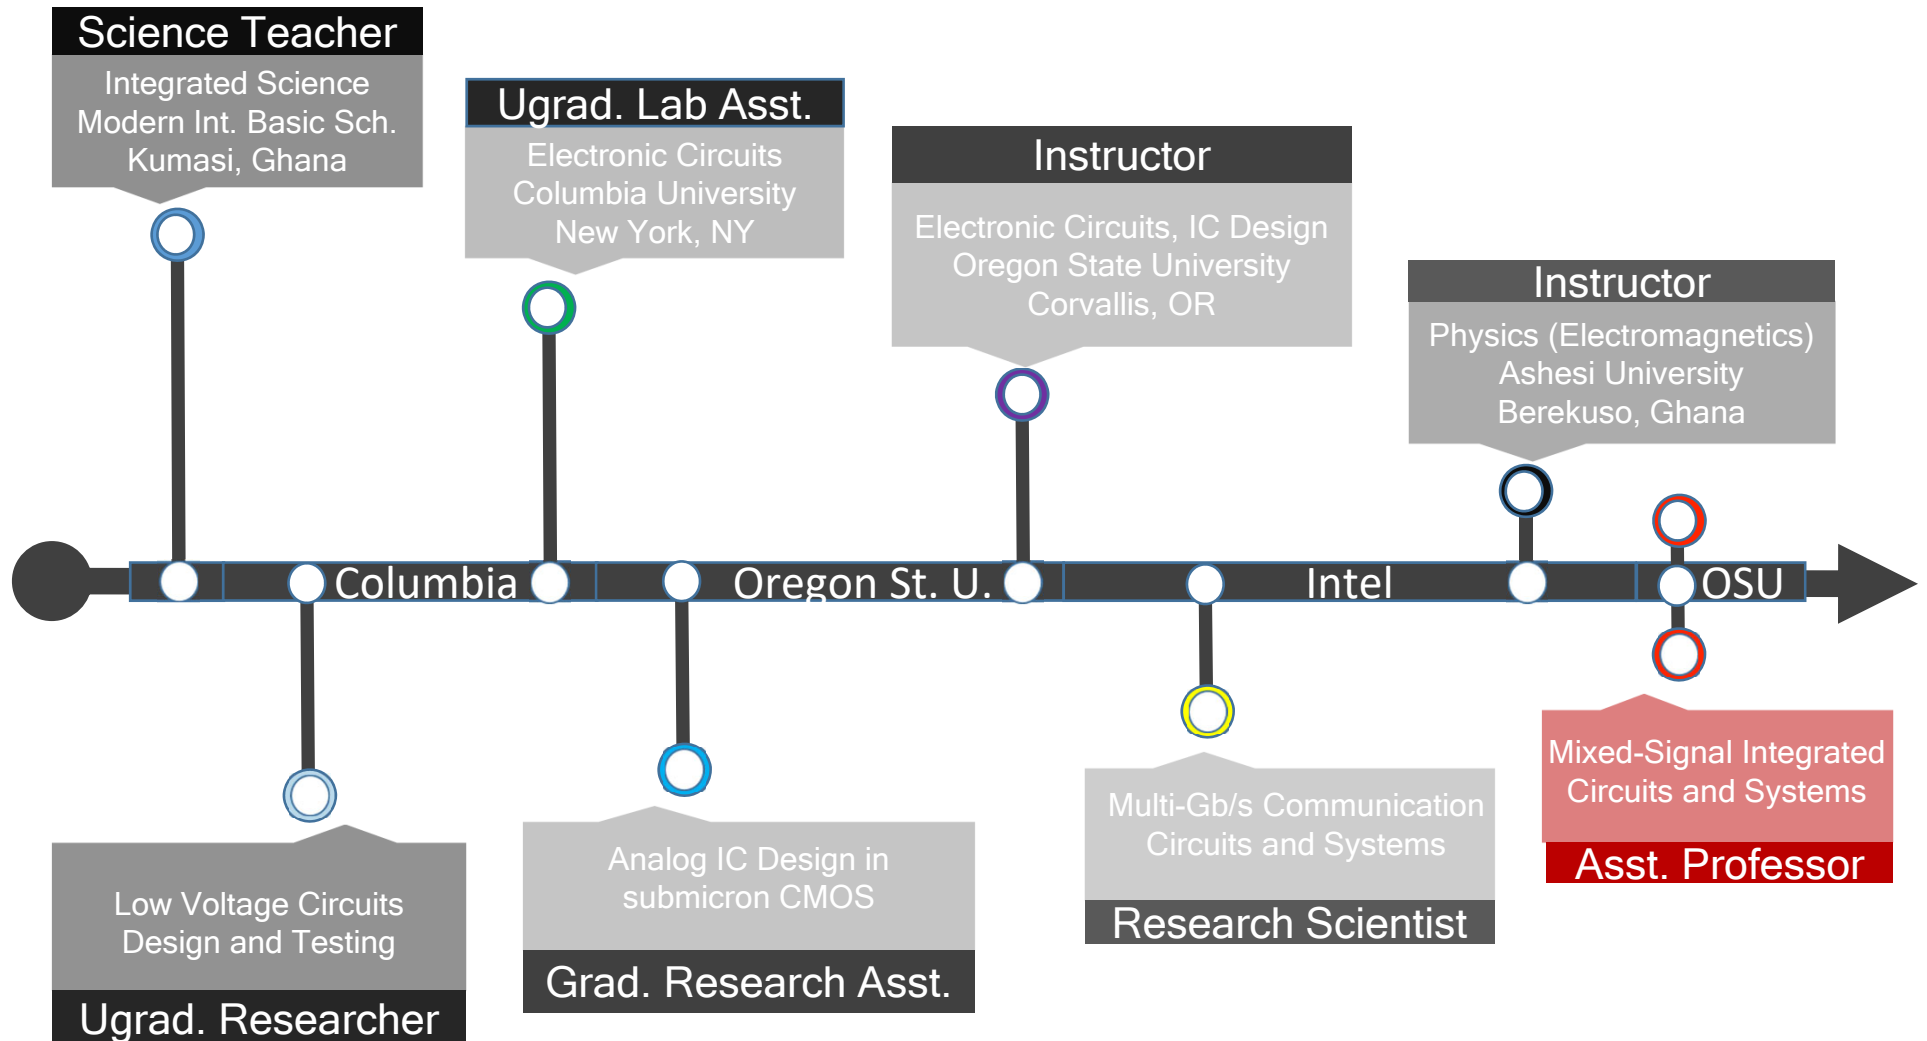 Science Teacher
Integrated Science
Modern Int. Basic Sch.
Kumasi, Ghana
Ugrad. Lab Asst.
Electronic Circuits
Columbia University
New York, NY
Instructor
Electronic Circuits, IC Design
Oregon State University
Corvallis, OR
Instructor
Physics (Electromagnetics)
Ashesi University
Berekuso, Ghana
Columbia
Oregon St. U.
Intel
OSU
Low Voltage Circuits
Design and Testing
Ugrad. Researcher
Analog IC Design in
submicron CMOS
Grad. Research Asst.
Multi-Gb/s Communication
Circuits and Systems
Research Scientist
Mixed-Signal Integrated
Circuits and Systems
Asst. Professor